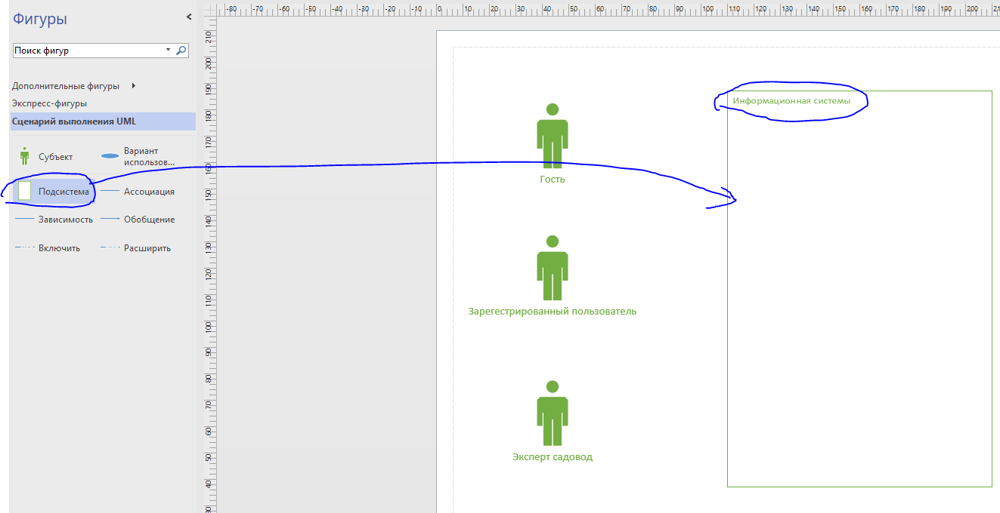 Фигуры
Поиск фигур
Дополнительные фигуры
Экспресс-фигуры
Сценарий выполнения UML
Субъект
Вариант
использов...
Подсистема
Ассоциация
Зависимость
Обобщение
Включить
Расширить
-80 -70 -60 -50 -40 -30 -20 -10 0 10 20 30 40 50 60 70 80 90 100 110 120 130 140 150 160 170 180 190 200 21
210
200
190
180
170
160
150
140
130
120
110
100
90
80
70
60
50
40
30
Информационная системы
Гость
Зарегестрированный пользователь
Эксперт садовод